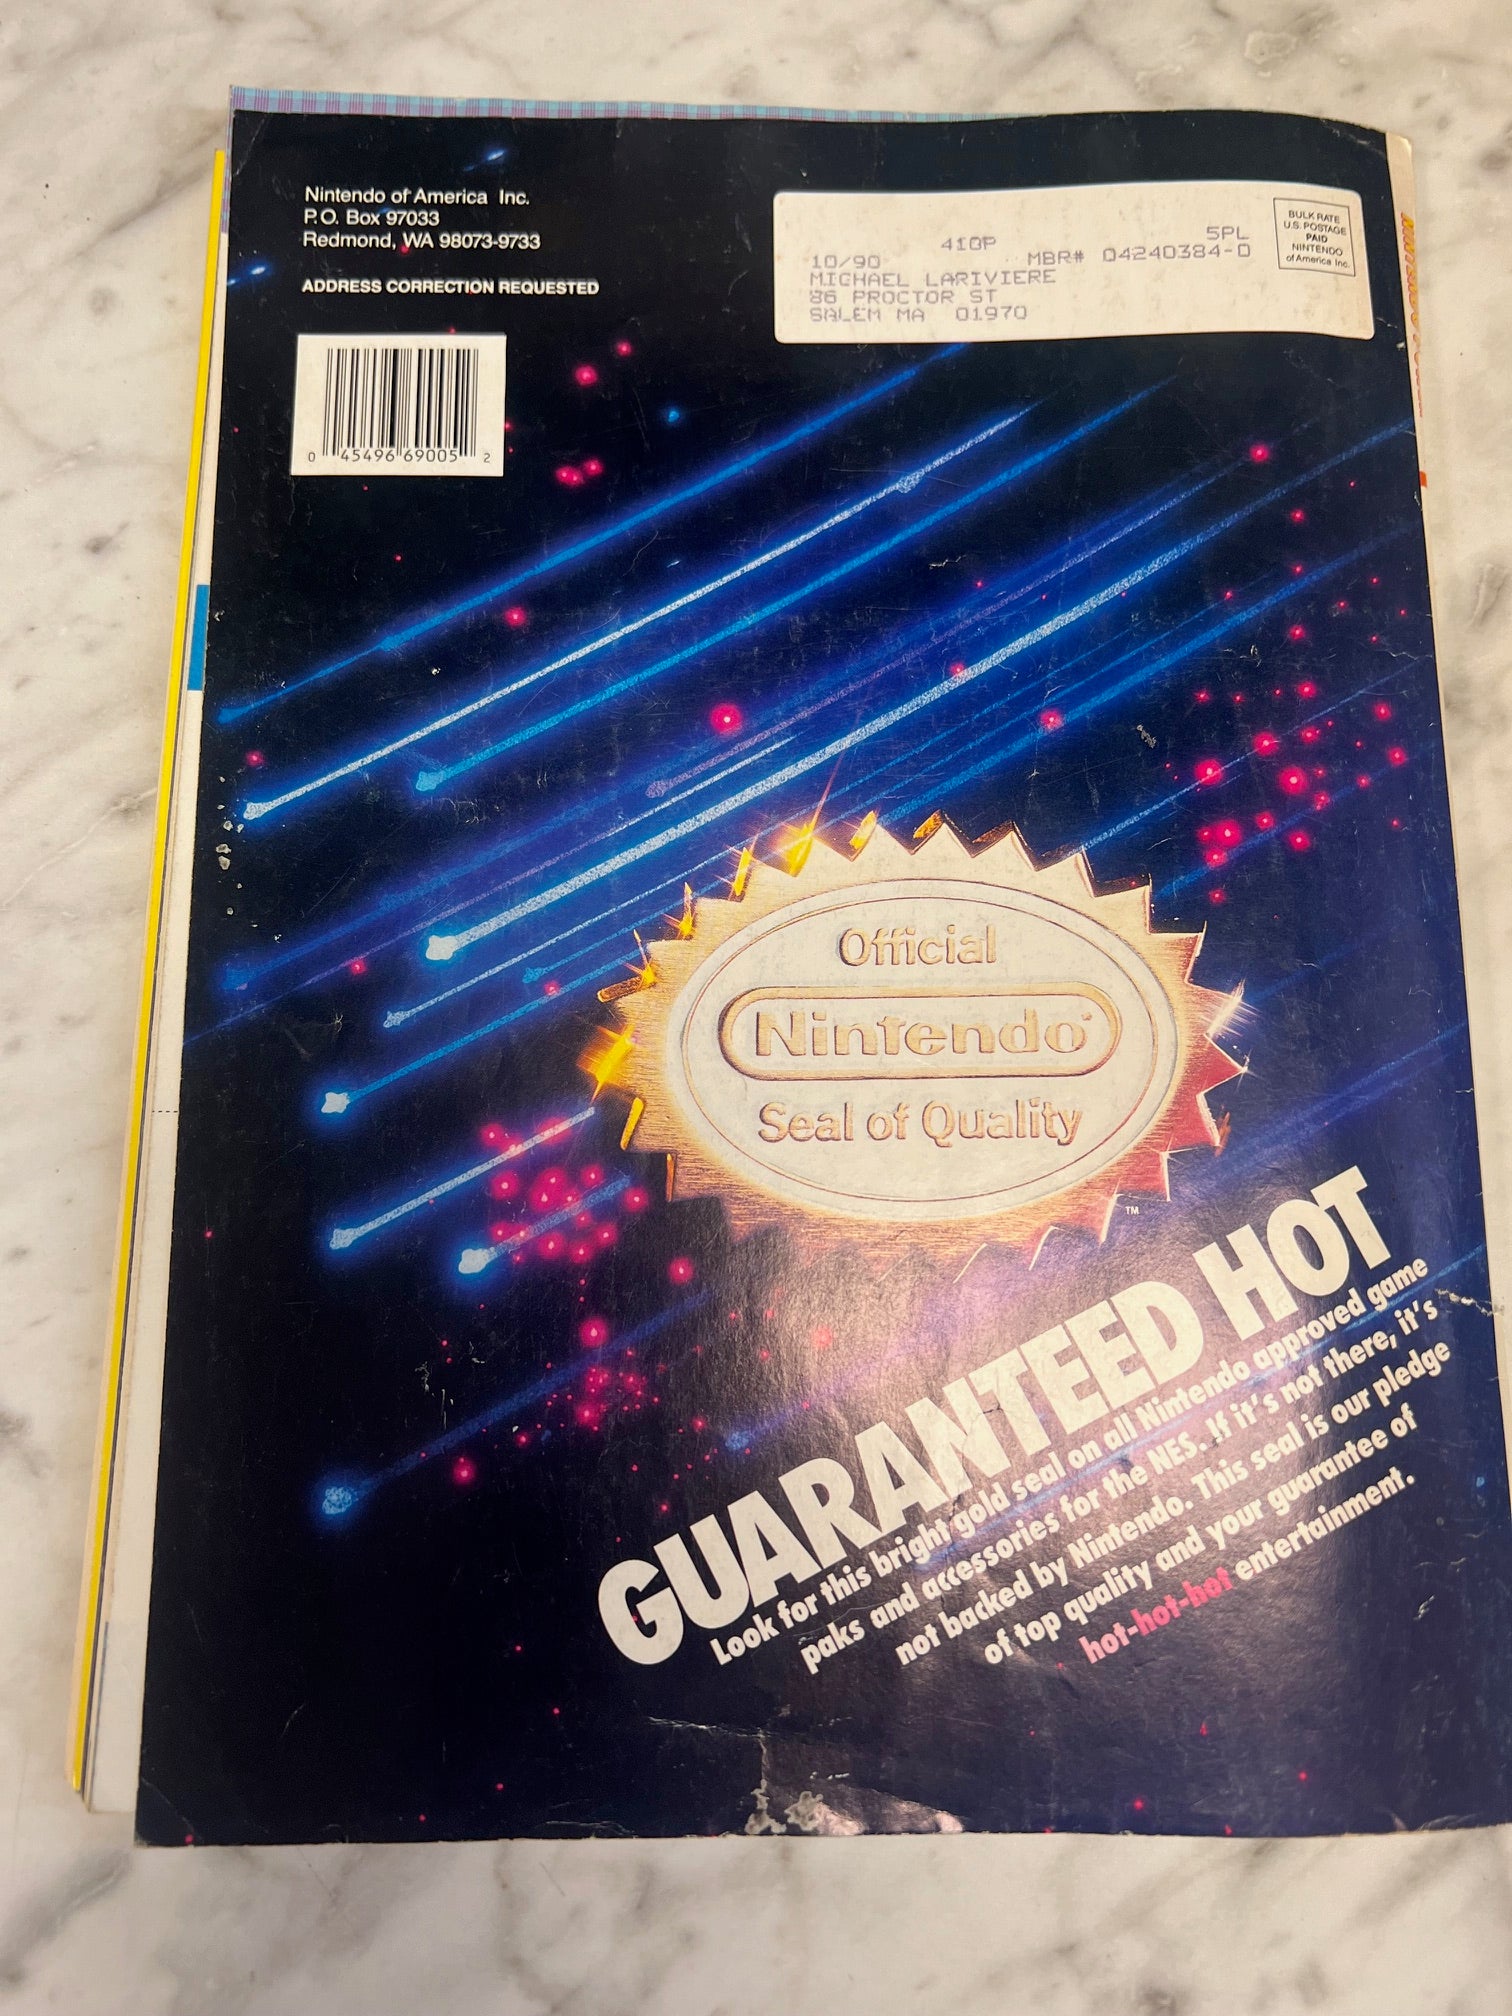 Nintendo of America Inc.
P.O. Box 97033
Redmond, WA 98073-9733
ADDRESS CORRECTION REQUESTED
0 45496 69005 2
41GP 5PL
10/90 MBR# 04240384-0
MICHAEL LARIVIERE
86 PROCTOR ST
SALEM MA 01970
BULK RATE
U.S. POSTAGE
PAID
NINTENDO
of America Inc.
Official
Nintendo®
Seal of Quality
™
GUARANTEED HOT
Look for this bright gold seal on all Nintendo approved game
paks and accessories for the NES. If it's not there, it's
not backed by Nintendo. This seal is our pledge
of top quality and your guarantee of
hot-hot-hot entertainment.